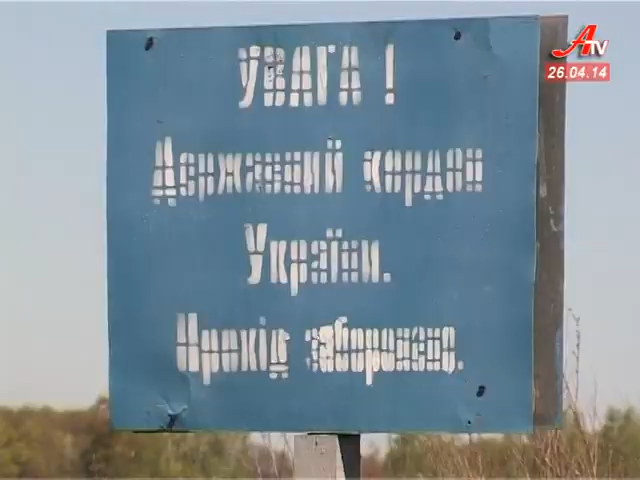 УВАГА !
Державний кордон
України.
Прохід заборонено.
ATV
26.04.14